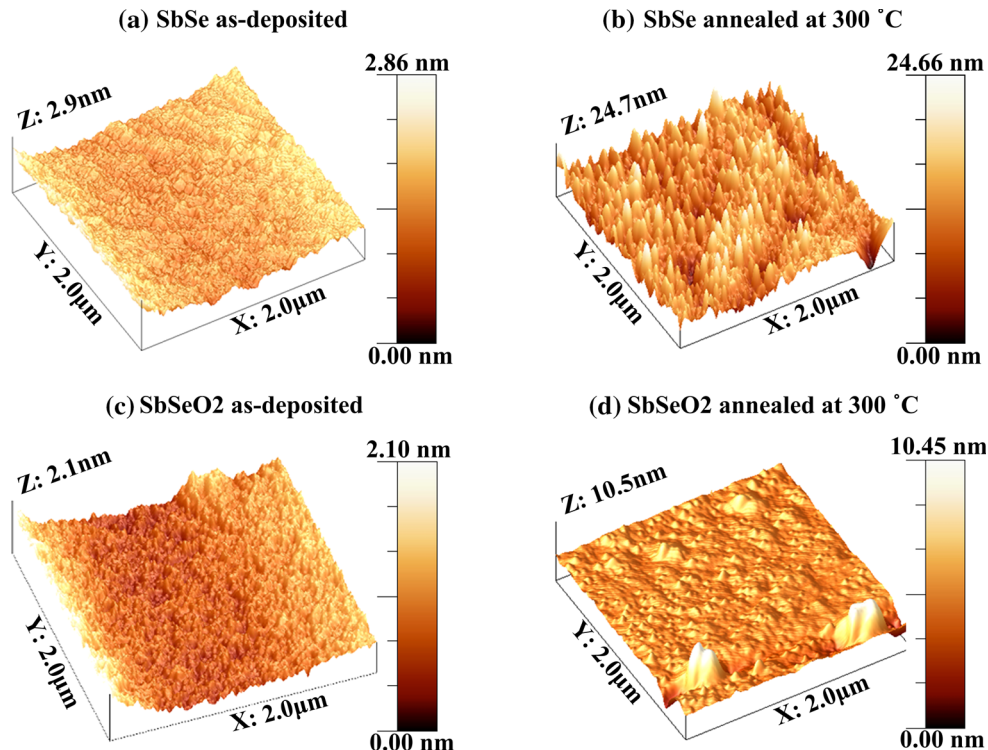 (a) SbSe as-deposited
2.86 nm
Z: 2.9nm
Y: 2.0μm
X: 2.0μm
0.00 nm
(b) SbSe annealed at 300 ˚C
24.66 nm
Z: 24.7nm
Y: 2.0μm
X: 2.0μm
0.00 nm
(c) SbSeO2 as-deposited
2.10 nm
Z: 2.1nm
Y: 2.0μm
X: 2.0μm
0.00 nm
(d) SbSeO2 annealed at 300 ˚C
10.45 nm
Z: 10.5nm
Y: 2.0μm
X: 2.0μm
0.00 nm